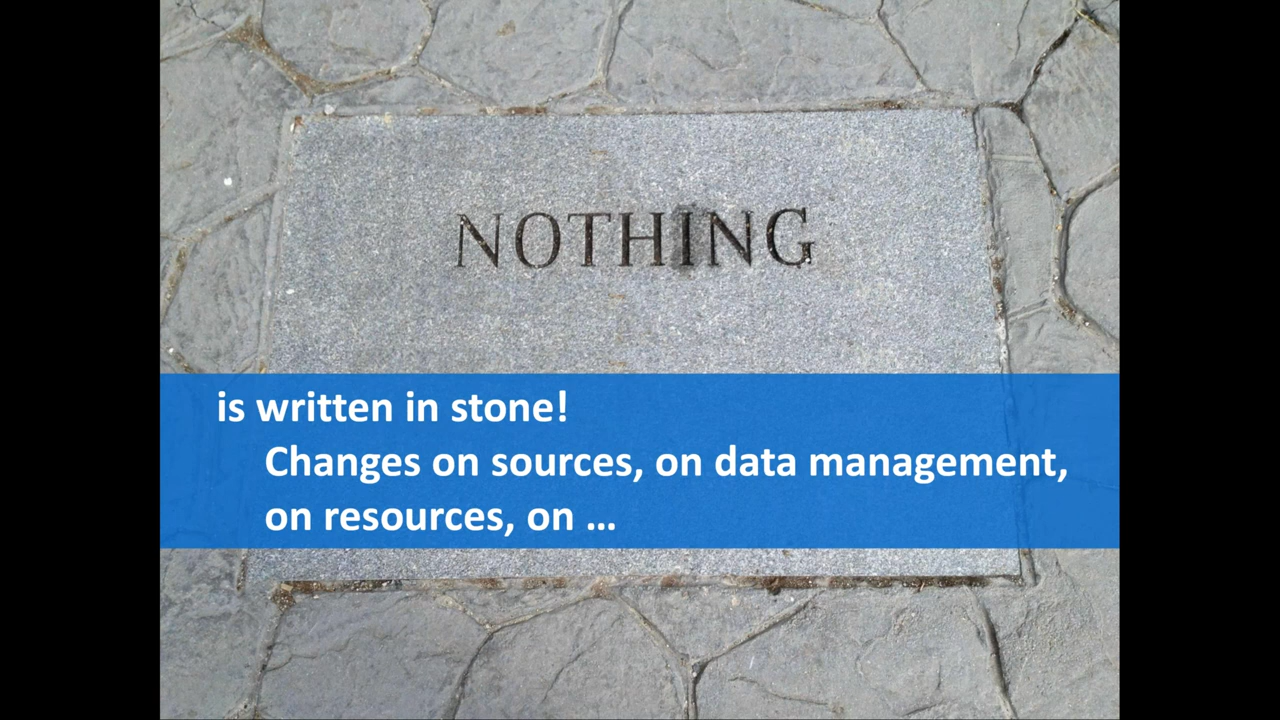 NOTHING
is written in stone!
Changes on sources, on data management,
on resources, on …